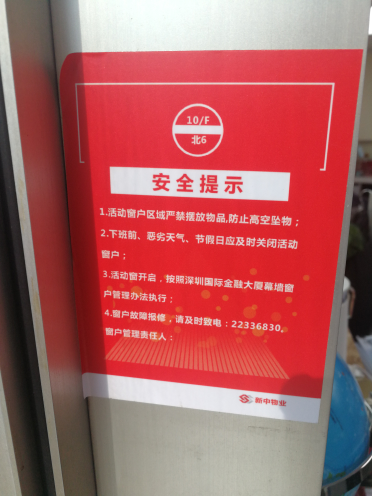 10/F
北6
安全提示
1.活动窗户区域严禁摆放物品,防止高空坠物；
2.下班前、恶劣天气、节假日应及时关闭活动
窗户；
3.活动窗开启，按照深圳国际金融大厦幕墙窗
户管理办法执行；
4.窗户故障报修，请及时致电：22336830。
窗户管理责任人：
新中物业